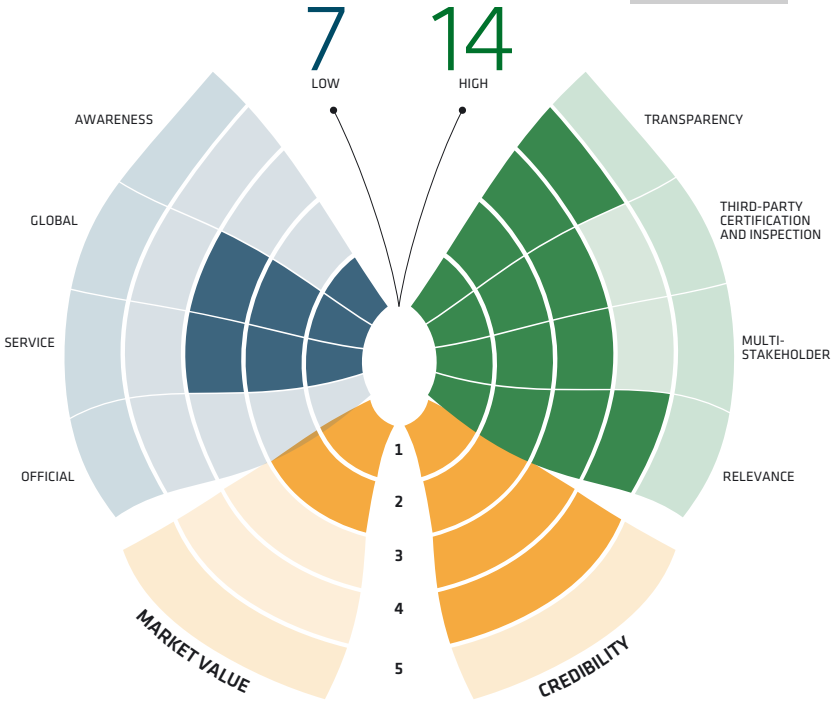 7
14
LOW
HIGH
AWARENESS
TRANSPARENCY
GLOBAL
THIRD-PARTY
CERTIFICATION
AND INSPECTION
SERVICE
MULTI-
STAKEHOLDER
OFFICIAL
RELEVANCE
1
2
3
4
5
MARKET VALUE
CREDIBILITY